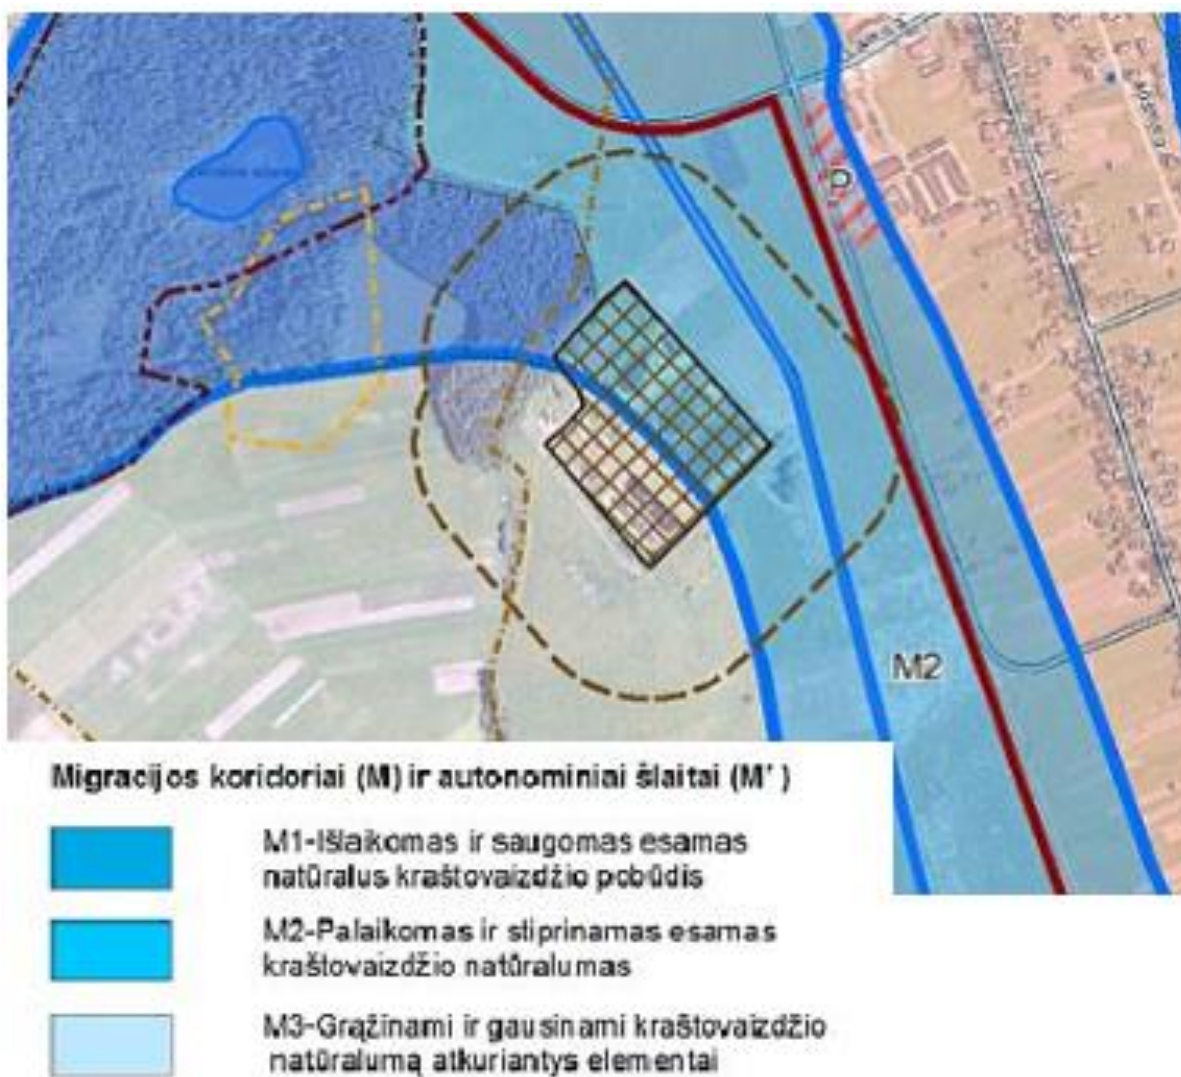 P
M2
Migracijos koridoriai (M) ir autonominiai šlaitai (M')
M1-Išlaikomas ir saugomas esamas
natūralus kraštovaizdžio pobūdis
M2-Palaikomas ir stiprinamas esamas
kraštovaizdžio natūralumas
M3-Grąžinami ir gausinami kraštovaizdžio
natūralumą atkuriantys elementai